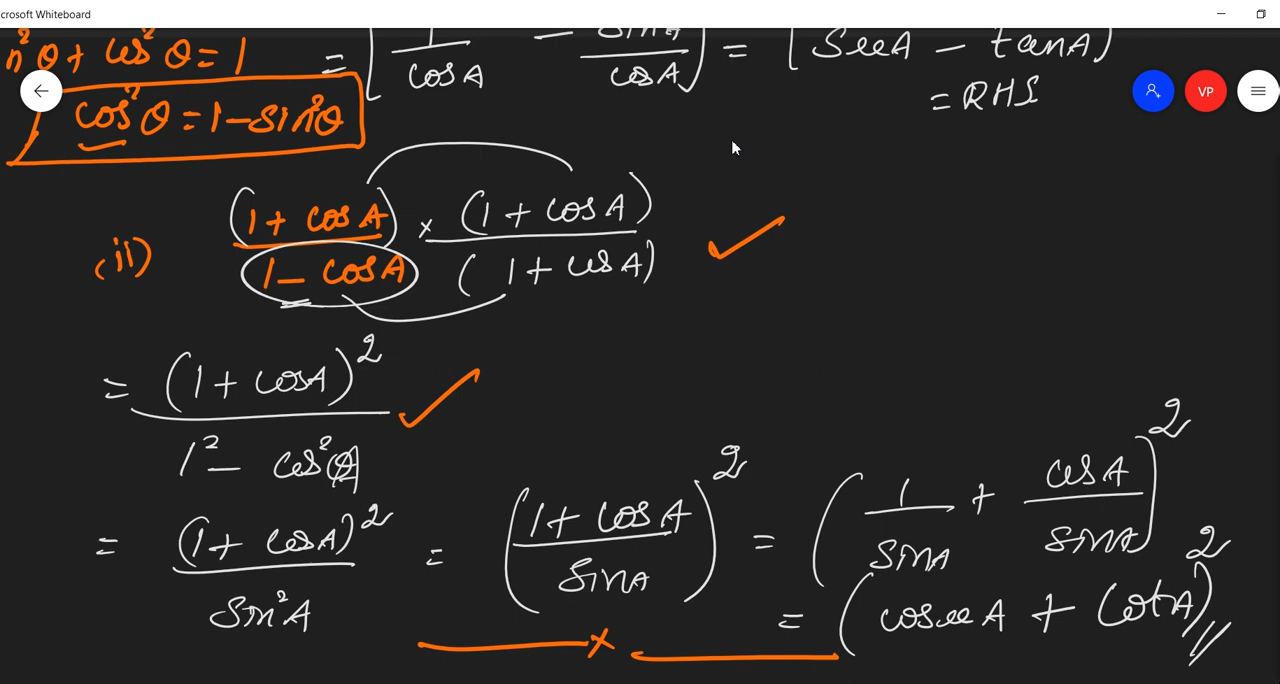 crosoft Whiteboard
n²θ + cos²θ = 1
= [1/cosA − sinA/cosA] = [SecA − tanA)
cos²θ = 1 − sin²θ
= RHS
VP
(ii) (1 + cosA)/(1 − cosA) × (1 + cosA)/(1 + cosA)
= (1 + cosA)²/(1² − cos²A)
= (1 + cosA)²/sin²A = ((1 + cosA)/sinA)² = (1/sinA + cosA/sinA)²
= (cosecA + cotA)²